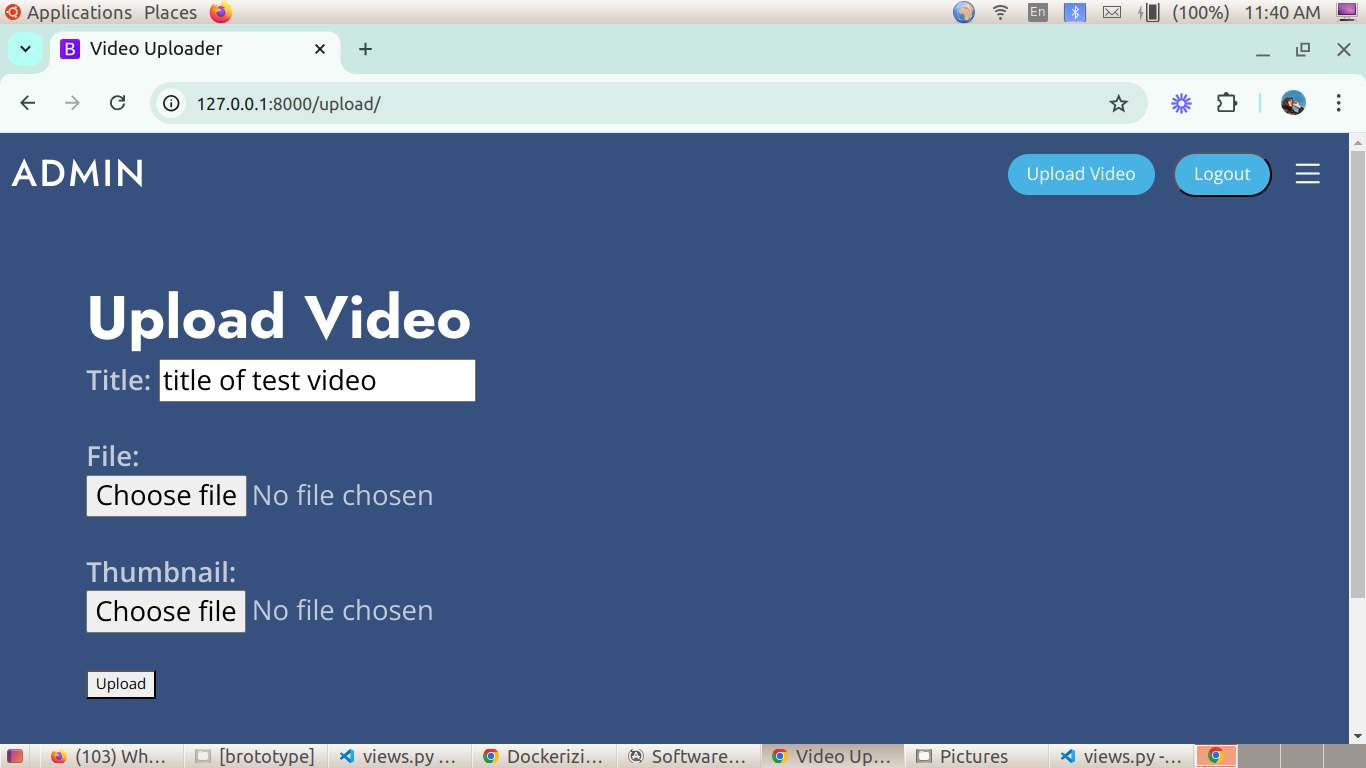 Applications Places En (100%) 11:40 AM
Video Uploader
127.0.0.1:8000/upload/
ADMIN Upload Video Logout
Upload Video
Title: title of test video
File:
Choose file No file chosen
Thumbnail:
Choose file No file chosen
Upload
(103) Wh... [brototype] views.py ... Dockerizi... Software... Video Up... Pictures views.py -...